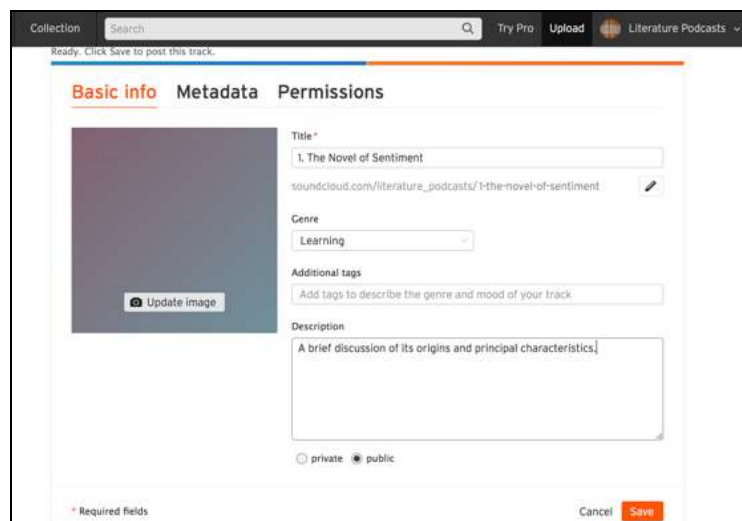 Collection Search Try Pro Upload Literature Podcasts
Ready. Click Save to post this track.
Basic info Metadata Permissions
Title*
1. The Novel of Sentiment
soundcloud.com/literature_podcasts/1-the-novel-of-sentiment
Genre
Learning
Additional tags
Add tags to describe the genre and mood of your track
Update image
Description
A brief discussion of its origins and principal characteristics.
private public
* Required fields Cancel Save